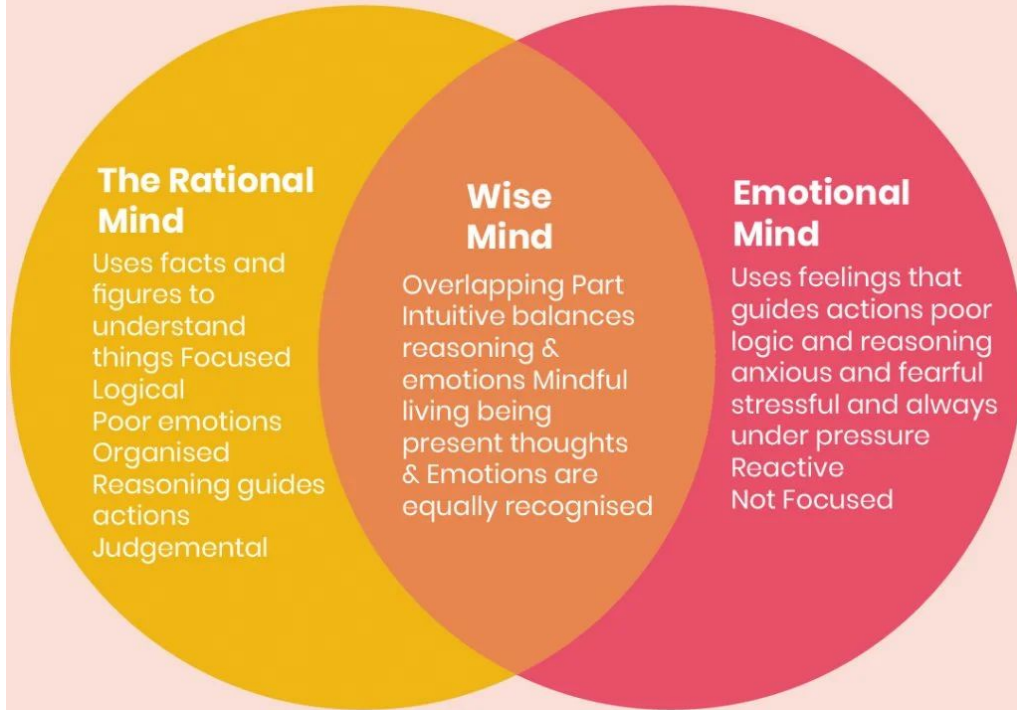 The Rational
Mind
Uses facts and
figures to
understand
things Focused
Logical
Poor emotions
Organised
Reasoning guides
actions
Judgemental
Wise
Mind
Overlapping Part
Intuitive balances
reasoning &
emotions Mindful
living being
present thoughts
& Emotions are
equally recognised
Emotional
Mind
Uses feelings that
guides actions poor
logic and reasoning
anxious and fearful
stressful and always
under pressure
Reactive
Not Focused